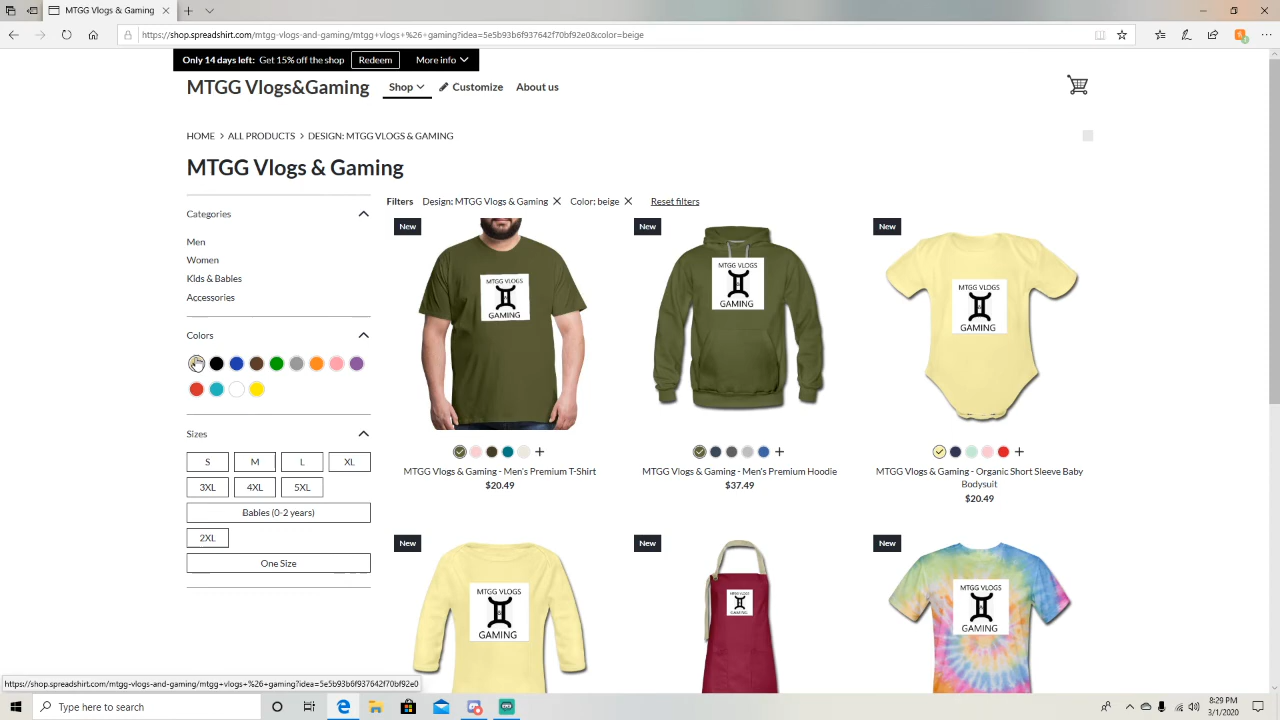 MTGG Vlogs & Gaming
https://shop.spreadshirt.com/mtgg-vlogs-and-gaming/mtgg+vlogs+%26+gaming?idea=5e5b93b6f937642f70bf92e0&color=beige
Only 14 days left: Get 15% off the shop Redeem More info
MTGG Vlogs&Gaming Shop Customize About us
HOME > ALL PRODUCTS > DESIGN: MTGG VLOGS & GAMING
MTGG Vlogs & Gaming
Filters Design: MTGG Vlogs & Gaming Color: beige Reset filters
Categories
Men
Women
Kids & Babies
Accessories
Colors
Sizes
S M L XL
3XL 4XL 5XL
Babies (0-2 years)
2XL
One Size
New
MTGG VLOGS
GAMING
MTGG Vlogs & Gaming - Men's Premium T-Shirt
$20.49
New
MTGG VLOGS
GAMING
MTGG Vlogs & Gaming - Men's Premium Hoodie
$37.49
New
MTGG VLOGS
GAMING
MTGG Vlogs & Gaming - Organic Short Sleeve Baby
Bodysuit
$20.49
New
MTGG VLOGS
GAMING
New
MTGG VLOGS
GAMING
New
MTGG VLOGS
GAMING
https://shop.spreadshirt.com/mtgg-vlogs-and-gaming/mtgg+vlogs+%26+gaming?idea=5e5b93b6f937642f70bf92e0
Type here to search
8:29 PM
3/1/2020